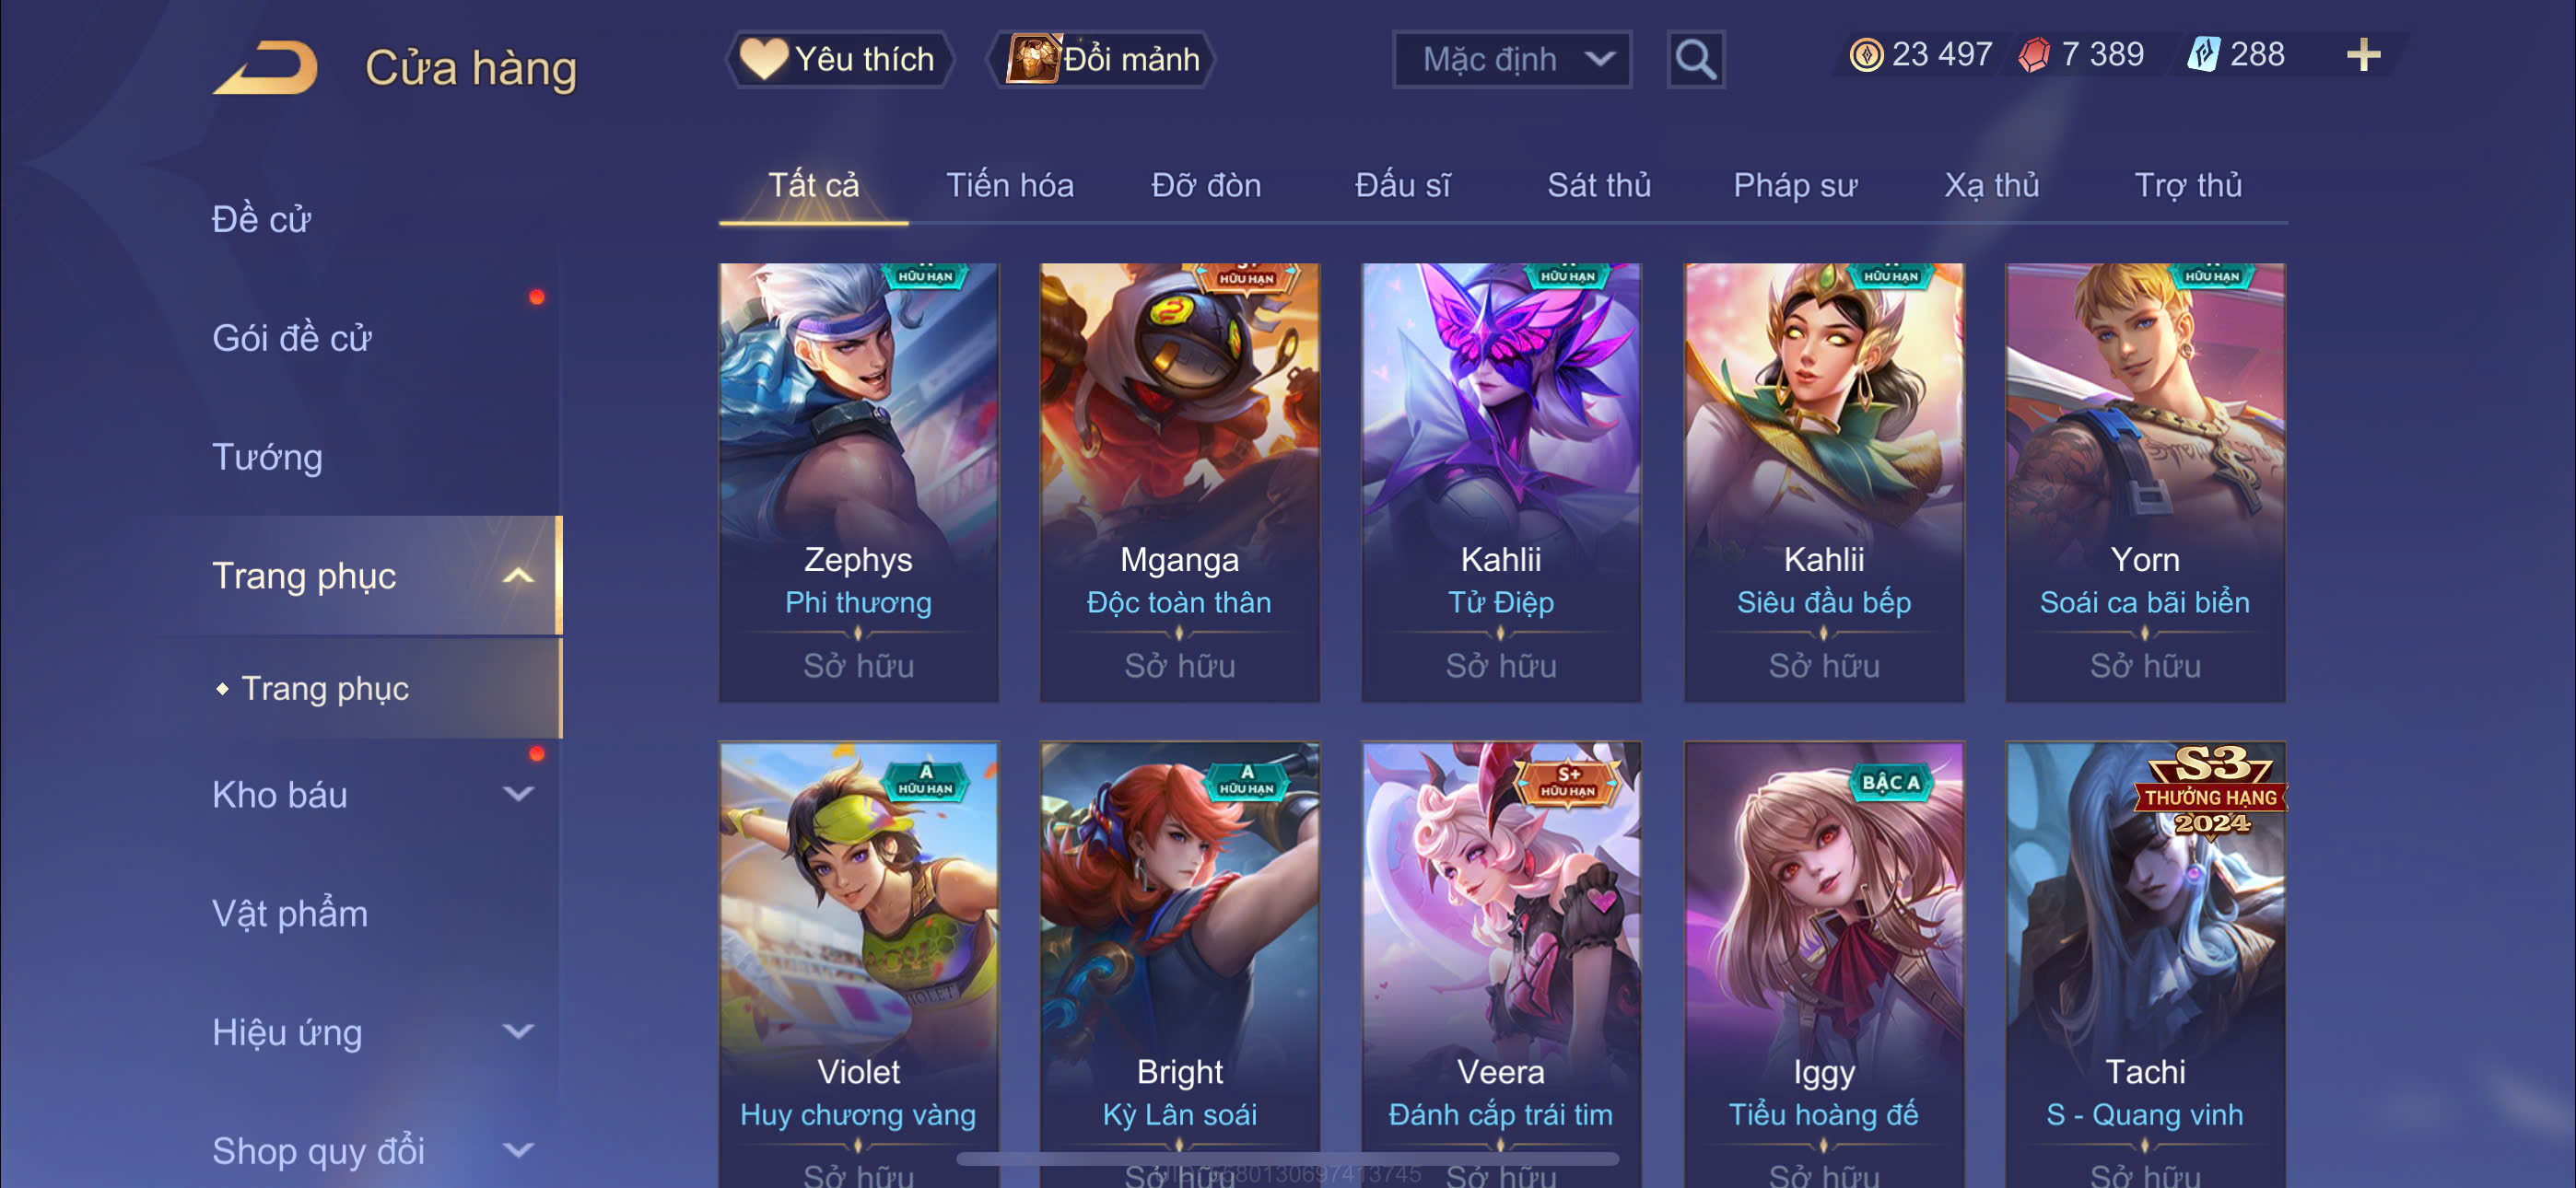 Cửa hàng
Yêu thích
Đổi mảnh
Mặc định
23 497
7 389
288
Tất cả
Tiến hóa
Đỡ đòn
Đấu sĩ
Sát thủ
Pháp sư
Xạ thủ
Trợ thủ
Đề cử
Gói đề cử
Tướng
Trang phục
Trang phục
Kho báu
Vật phẩm
Hiệu ứng
Shop quy đổi
HỮU HẠN
Zephys
Phi thương
Sở hữu
HỮU HẠN
Mganga
Độc toàn thân
Sở hữu
HỮU HẠN
Kahlii
Tử Điệp
Sở hữu
HỮU HẠN
Kahlii
Siêu đầu bếp
Sở hữu
HỮU HẠN
Yorn
Soái ca bãi biển
Sở hữu
A
HỮU HẠN
VIOLET
Violet
Huy chương vàng
Sở hữu
A
HỮU HẠN
Bright
Kỳ Lân soái
Sở hữu
S+
HỮU HẠN
Veera
Đánh cắp trái tim
Sở hữu
BẬC A
Iggy
Tiểu hoàng đế
Sở hữu
S-3
THƯỞNG HẠNG
2024
Tachi
S - Quang vinh
Sở hữu